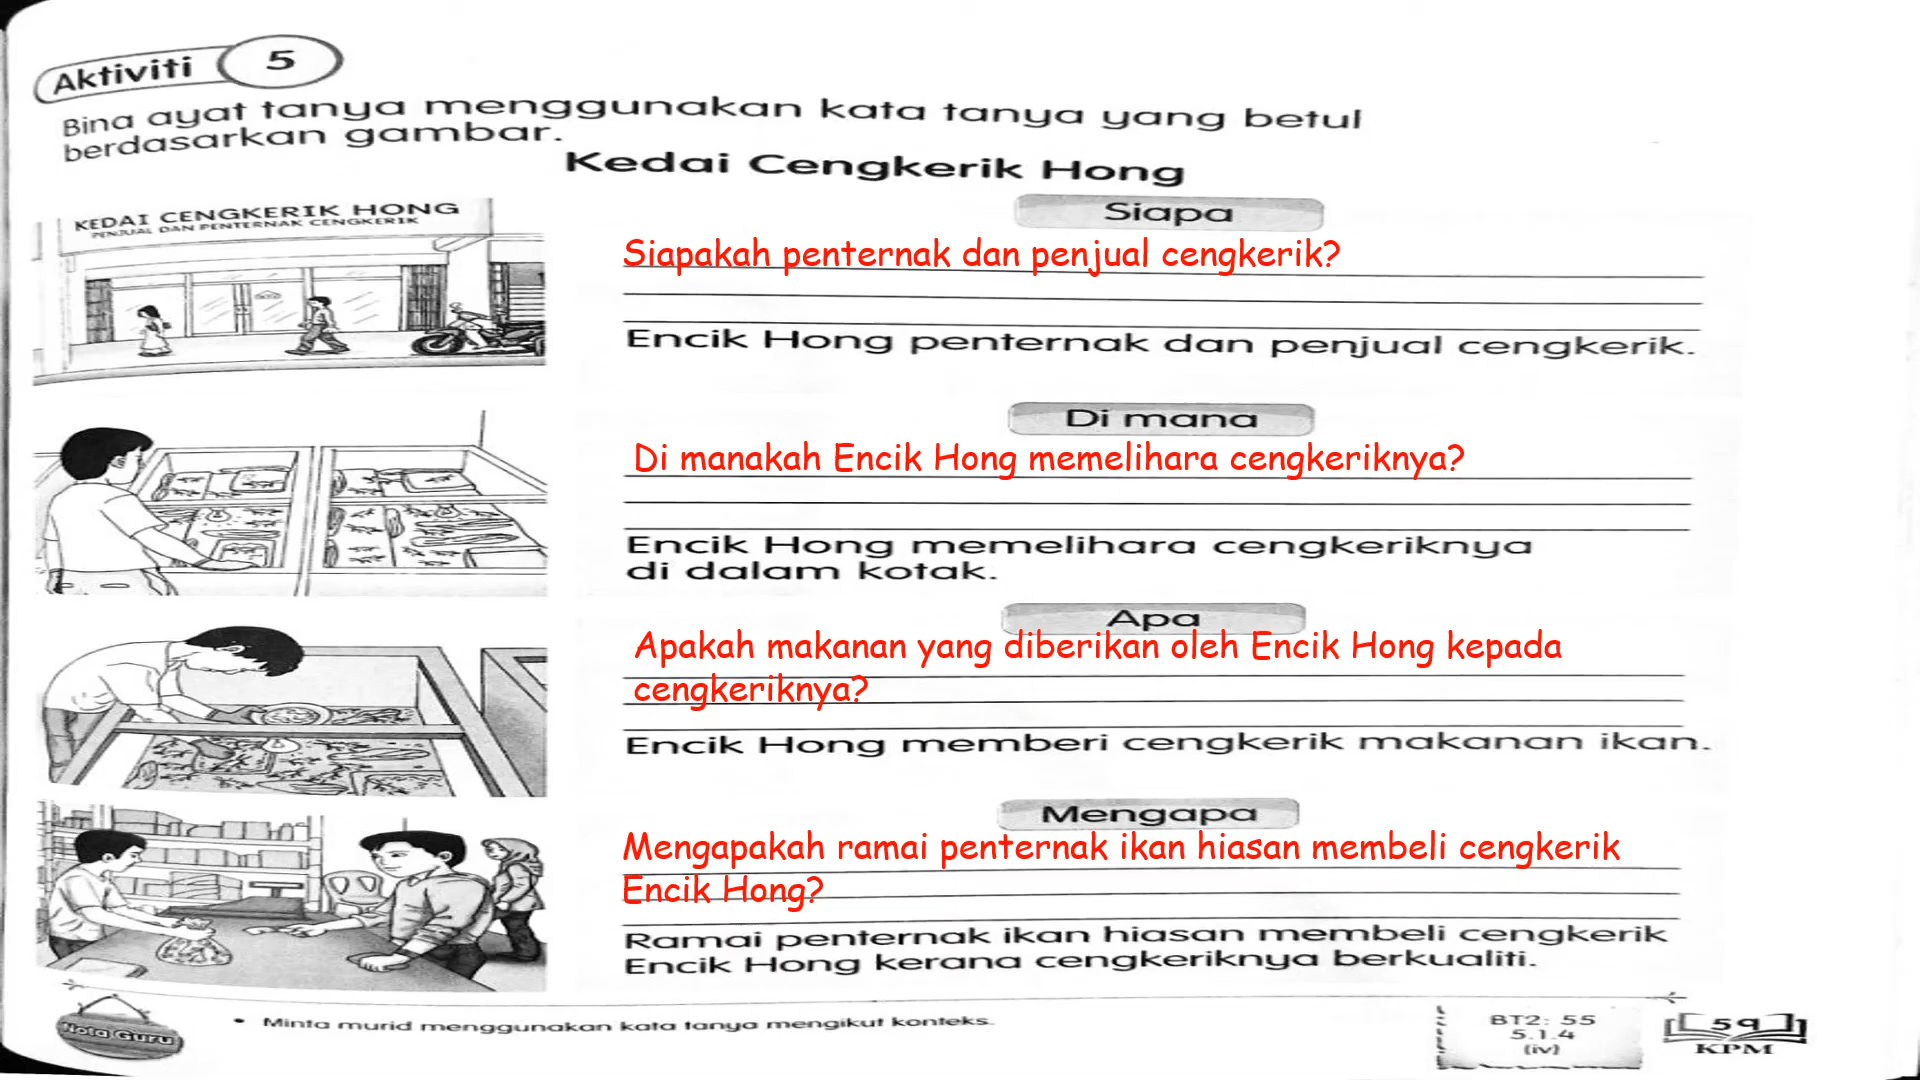 Aktiviti 5
Bina ayat tanya menggunakan kata tanya yang betul
berdasarkan gambar.
Kedai Cengkerik Hong
KEDAI CENGKERIK HONG
PENJUAL DAN PENTERNAK CENGKERIK
Siapa
Siapakah penternak dan penjual cengkerik?
Encik Hong penternak dan penjual cengkerik.
Di mana
Di manakah Encik Hong memelihara cengkeriknya?
Encik Hong memelihara cengkeriknya
di dalam kotak.
Apa
Apakah makanan yang diberikan oleh Encik Hong kepada
cengkeriknya?
Encik Hong memberi cengkerik makanan ikan.
Mengapa
Mengapakah ramai penternak ikan hiasan membeli cengkerik
Encik Hong?
Ramai penternak ikan hiasan membeli cengkerik
Encik Hong kerana cengkeriknya berkualiti.
Nota Guru
• Minta murid menggunakan kata tanya mengikut konteks.
BT2: 55
5.1.4
(iv)
59
KPM